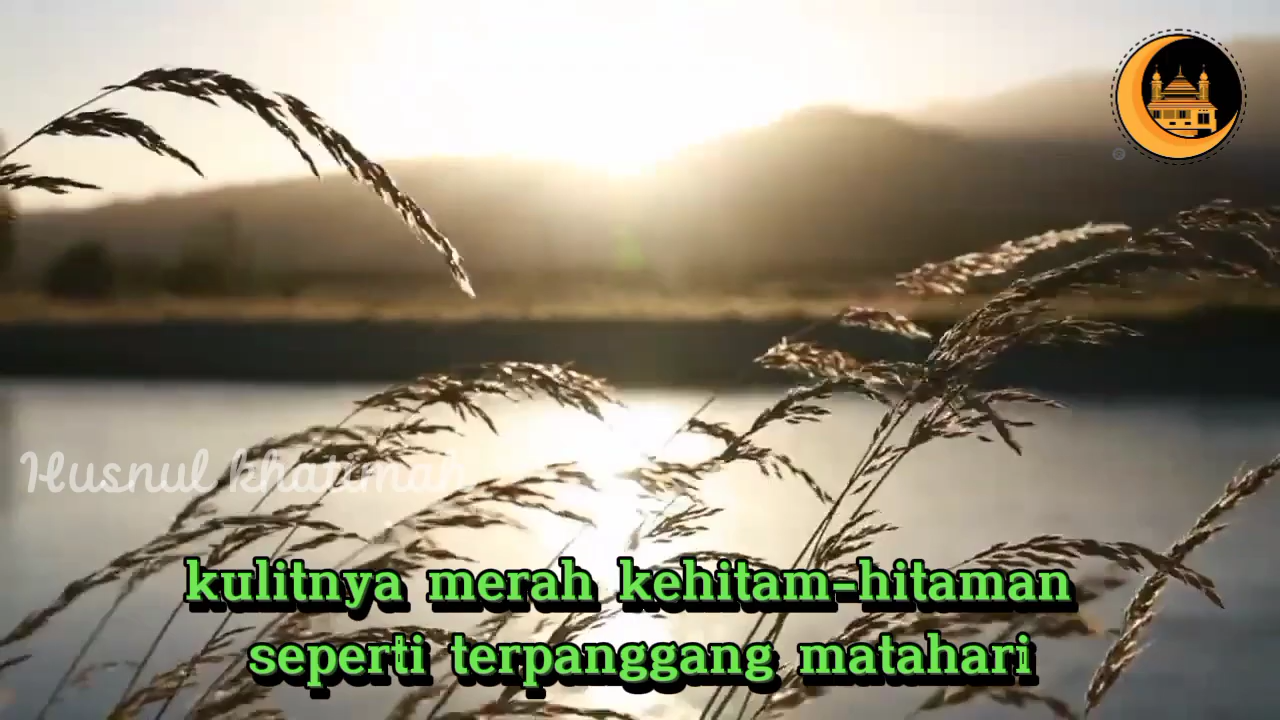 Husnul khatimah
kulitnya merah kehitam-hitaman
seperti terpanggang matahari